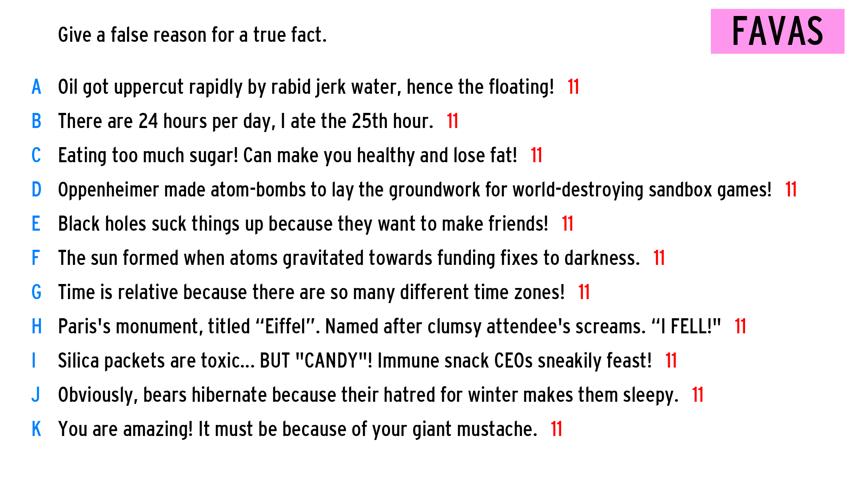 Give a false reason for a true fact.
FAVAS
A Oil got uppercut rapidly by rabid jerk water, hence the floating! 11
B There are 24 hours per day, I ate the 25th hour. 11
C Eating too much sugar! Can make you healthy and lose fat! 11
D Oppenheimer made atom-bombs to lay the groundwork for world-destroying sandbox games! 11
E Black holes suck things up because they want to make friends! 11
F The sun formed when atoms gravitated towards funding fixes to darkness. 11
G Time is relative because there are so many different time zones! 11
H Paris's monument, titled “Eiffel”. Named after clumsy attendee's screams. “I FELL!" 11
I Silica packets are toxic... BUT "CANDY"! Immune snack CEOs sneakily feast! 11
J Obviously, bears hibernate because their hatred for winter makes them sleepy. 11
K You are amazing! It must be because of your giant mustache. 11